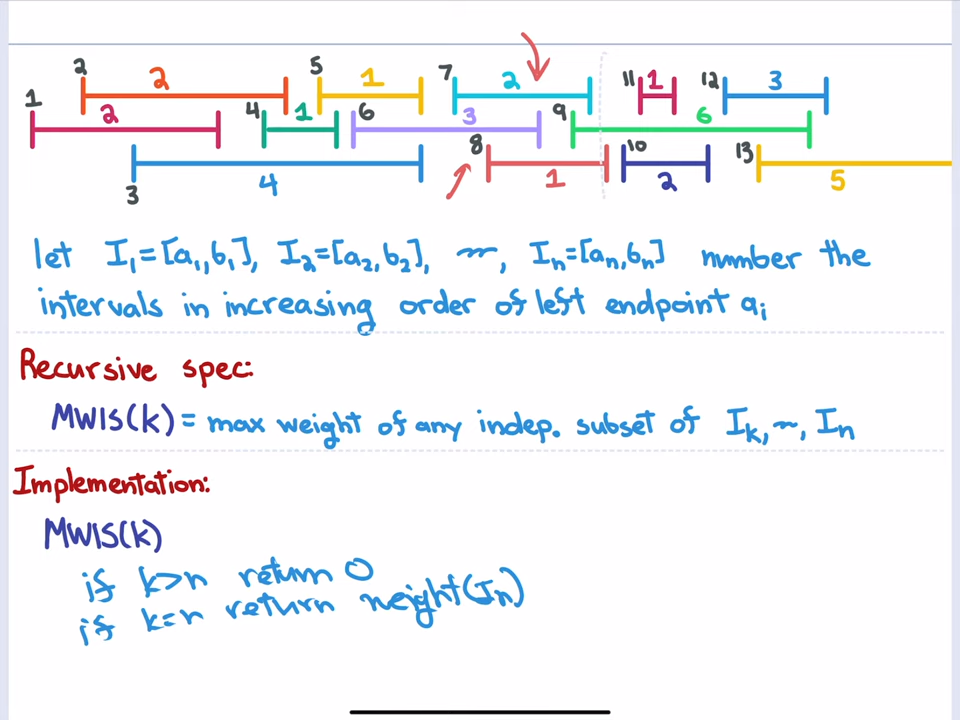 2 2 5 1 7 2 11 1 12 3
1 2 4 1 6 3 9 6
3 4 8 1 10 2 13 5
let I₁=[a₁,b₁], I₂=[a₂,b₂], ~, Iₙ=[aₙ,bₙ] number the
intervals in increasing order of left endpoint aᵢ
Recursive spec:
MWIS(k) = max weight of any indep. subset of Iₖ,~, Iₙ
Implementation:
MWIS(k)
if k>n return 0
if k=n return weight(Iₙ)